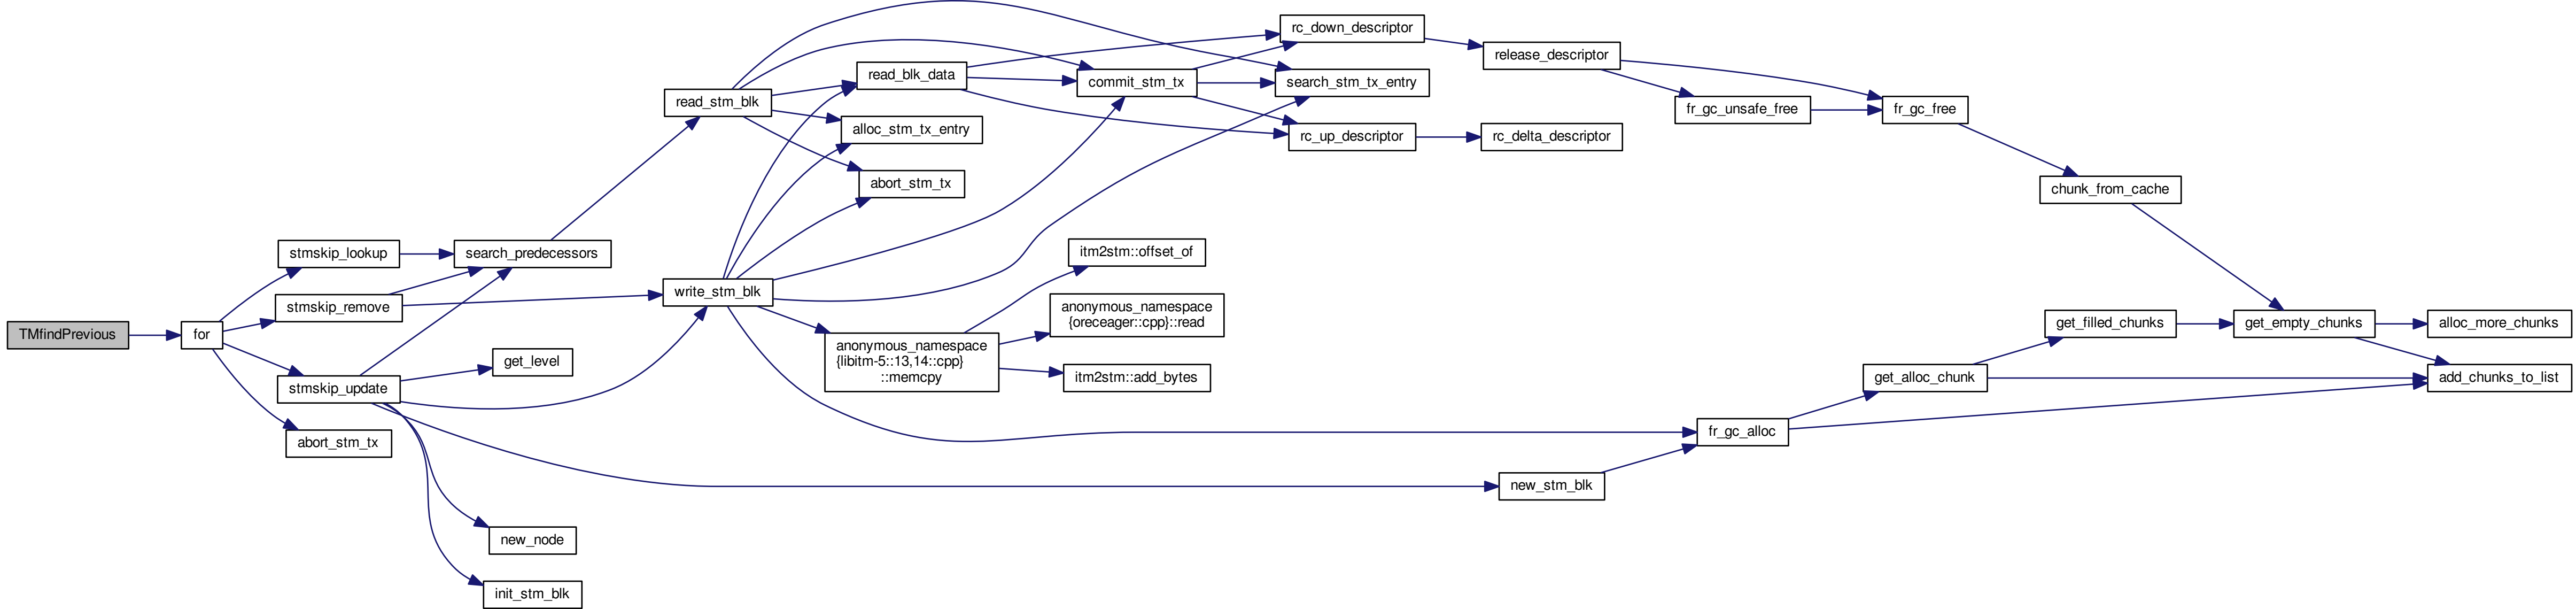 TMfindPrevious
for
stmskip_lookup
stmskip_remove
stmskip_update
abort_stm_tx
search_predecessors
get_level
new_node
init_stm_blk
read_stm_blk
write_stm_blk
read_blk_data
alloc_stm_tx_entry
abort_stm_tx
anonymous_namespace
{libitm-5::13,14::cpp}
::memcpy
commit_stm_tx
itm2stm::offset_of
anonymous_namespace
{oreceager::cpp}::read
itm2stm::add_bytes
rc_down_descriptor
search_stm_tx_entry
rc_up_descriptor
release_descriptor
rc_delta_descriptor
new_stm_blk
fr_gc_unsafe_free
fr_gc_alloc
fr_gc_free
get_alloc_chunk
chunk_from_cache
get_filled_chunks
get_empty_chunks
alloc_more_chunks
add_chunks_to_list